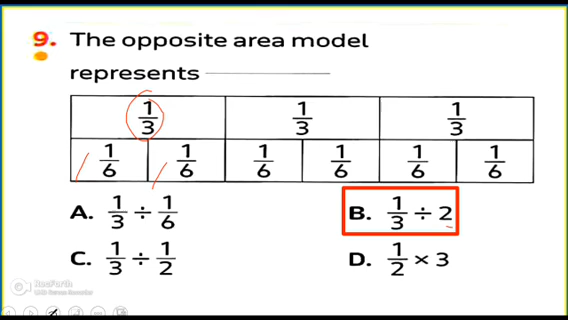 9. The opposite area model
represents
1/3 1/3 1/3
1/6 1/6 1/6 1/6 1/6 1/6
A. 1/3 ÷ 1/6 B. 1/3 ÷ 2
C. 1/3 ÷ 1/2 D. 1/2 × 3